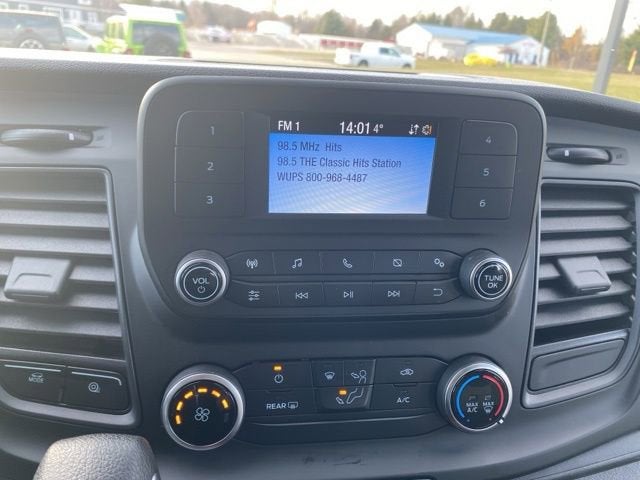 FM 1 14:01 4°
98.5 MHz Hits
98.5 THE Classic Hits Station
WUPS 800-968-4487
1
2
3
4
5
6
VOL
TUNE
OK
MODE
REAR
A/C
MAX
A/C
MAX